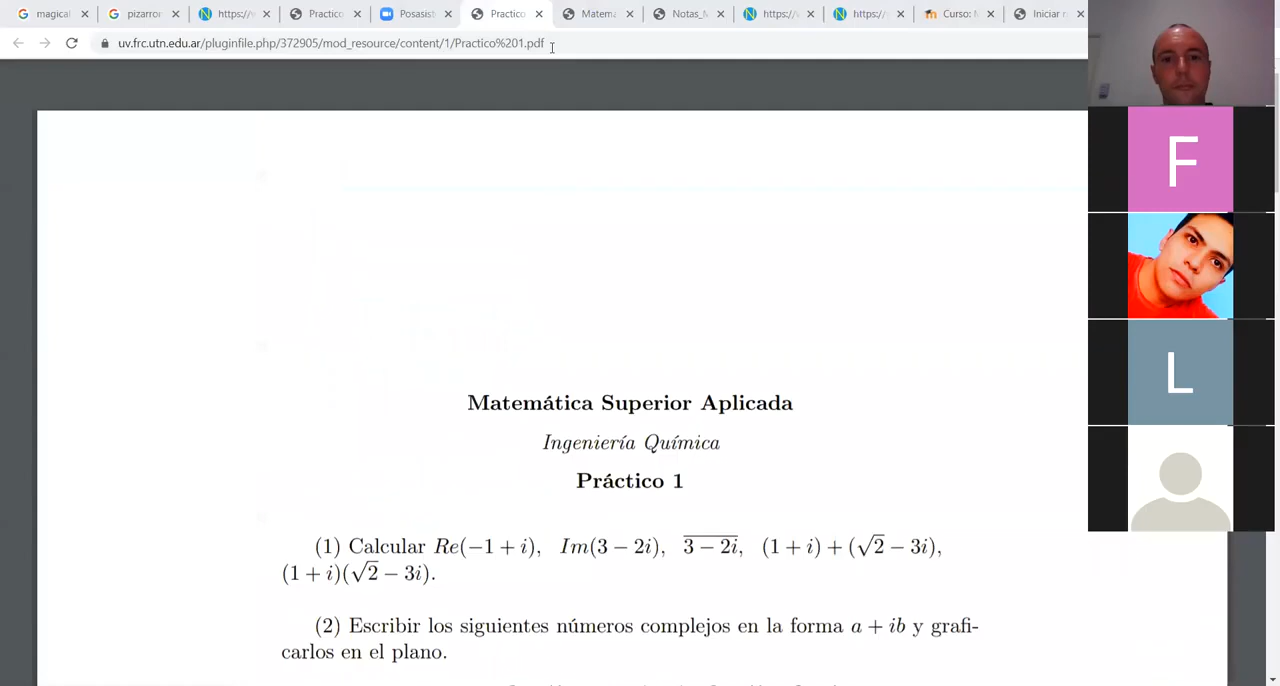 magical
pizarror
https://w
Practico
Posasist
Practico
Matema
Notas_M
https://v
https://
Curso: M
Iniciar
uv.frc.utn.edu.ar/pluginfile.php/372905/mod_resource/content/1/Practico%201.pdf
F
L
Matemática Superior Aplicada
Ingeniería Química
Práctico 1
(1) Calcular Re(−1 + i), Im(3 − 2i), \overline{3 − 2i}, (1 + i) + (√2 − 3i),
(1 + i)(√2 − 3i).
(2) Escribir los siguientes números complejos en la forma a + ib y grafi-
carlos en el plano.